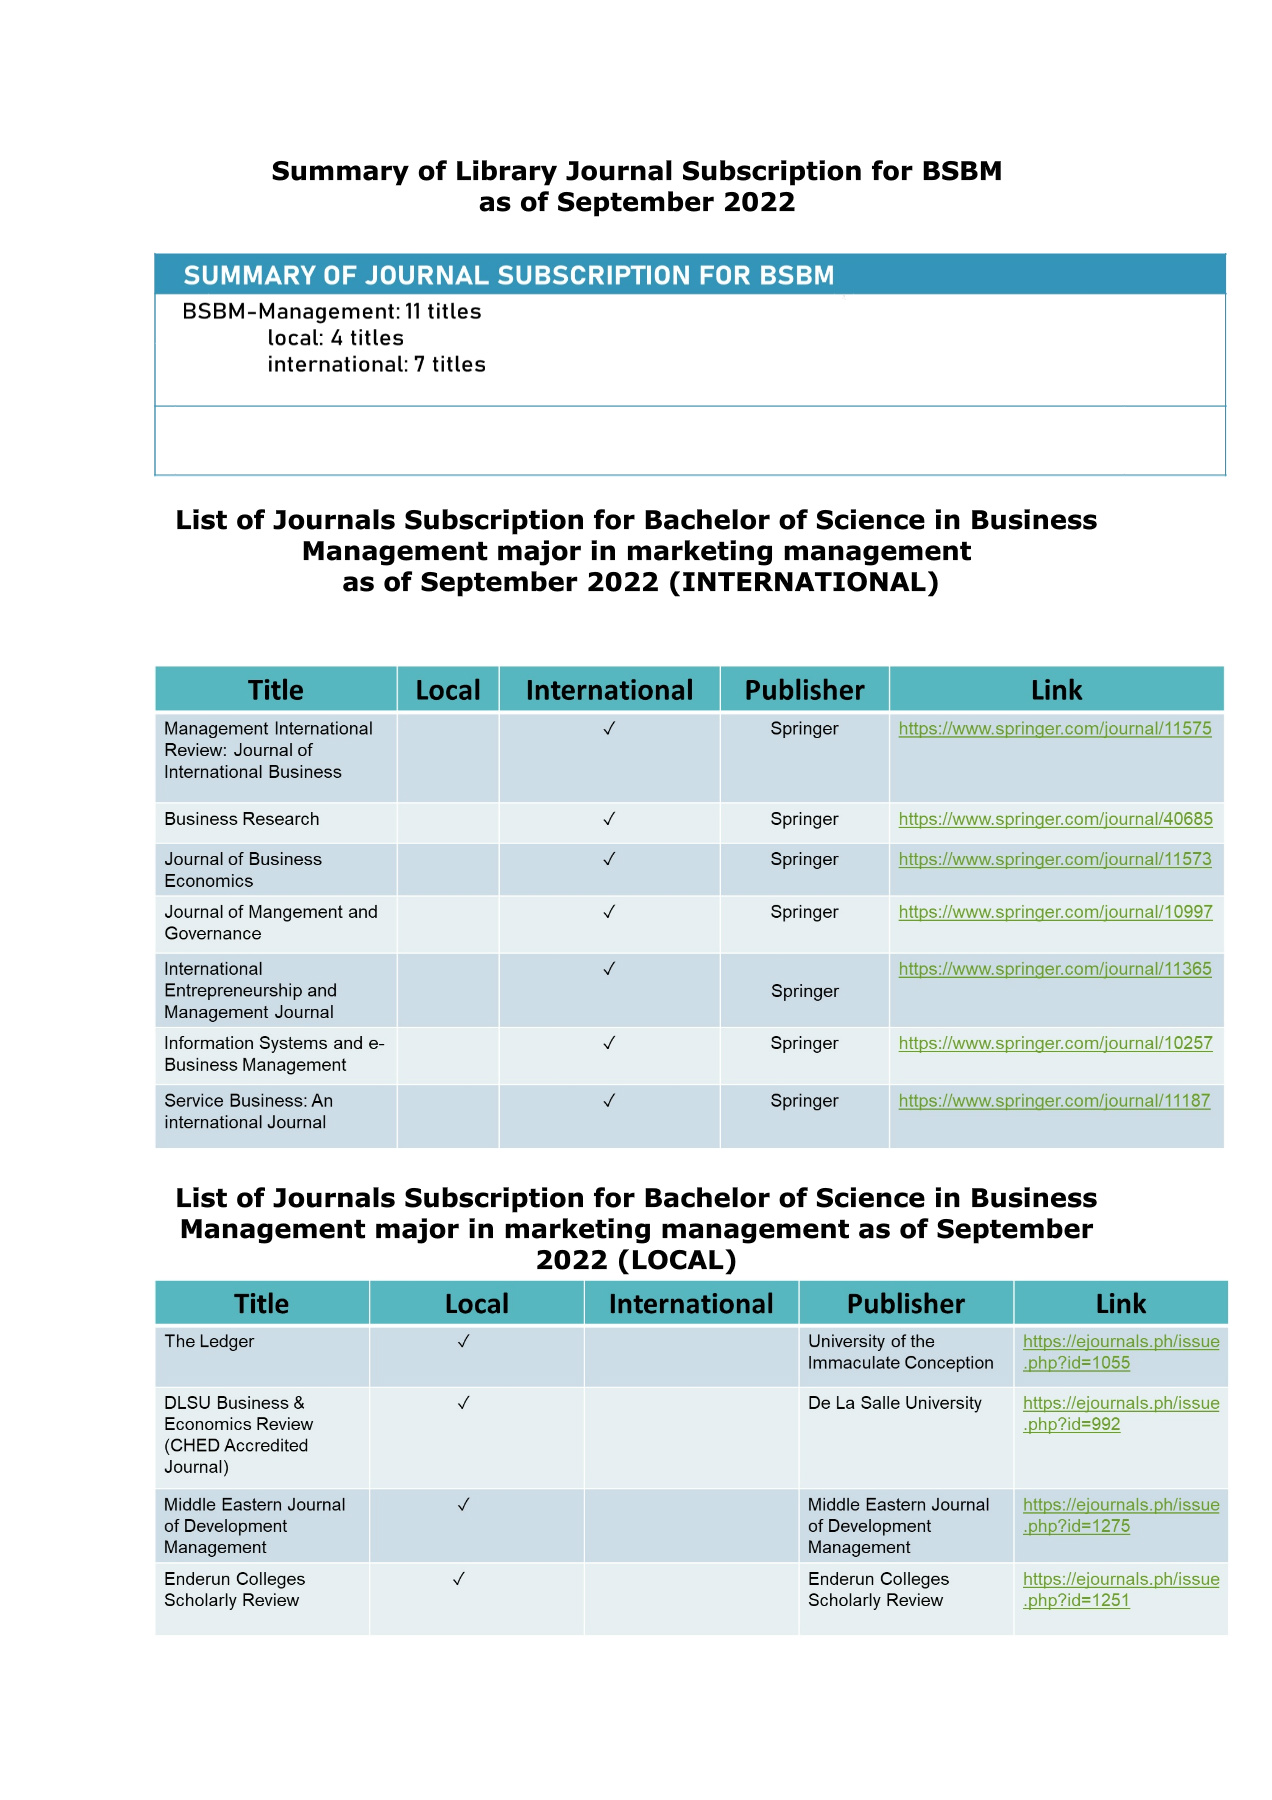 Summary of Library Journal Subscription for BSBM
as of September 2022
SUMMARY OF JOURNAL SUBSCRIPTION FOR BSBM
BSBM-Management: 11 titles
local: 4 titles
international: 7 titles
List of Journals Subscription for Bachelor of Science in Business
Management major in marketing management
as of September 2022 (INTERNATIONAL)
Title Local International Publisher Link
Management International ✓ Springer https://www.springer.com/journal/11575
Review: Journal of
International Business
Business Research ✓ Springer https://www.springer.com/journal/40685
Journal of Business ✓ Springer https://www.springer.com/journal/11573
Economics
Journal of Mangement and ✓ Springer https://www.springer.com/journal/10997
Governance
International ✓ https://www.springer.com/journal/11365
Entrepreneurship and Springer
Management Journal
Information Systems and e- ✓ Springer https://www.springer.com/journal/10257
Business Management
Service Business: An ✓ Springer https://www.springer.com/journal/11187
international Journal
List of Journals Subscription for Bachelor of Science in Business
Management major in marketing management as of September
2022 (LOCAL)
Title Local International Publisher Link
The Ledger ✓ University of the https://ejournals.ph/issue
Immaculate Conception .php?id=1055
DLSU Business & ✓ De La Salle University https://ejournals.ph/issue
Economics Review .php?id=992
(CHED Accredited
Journal)
Middle Eastern Journal ✓ Middle Eastern Journal https://ejournals.ph/issue
of Development of Development .php?id=1275
Management Management
Enderun Colleges ✓ Enderun Colleges https://ejournals.ph/issue
Scholarly Review Scholarly Review .php?id=1251